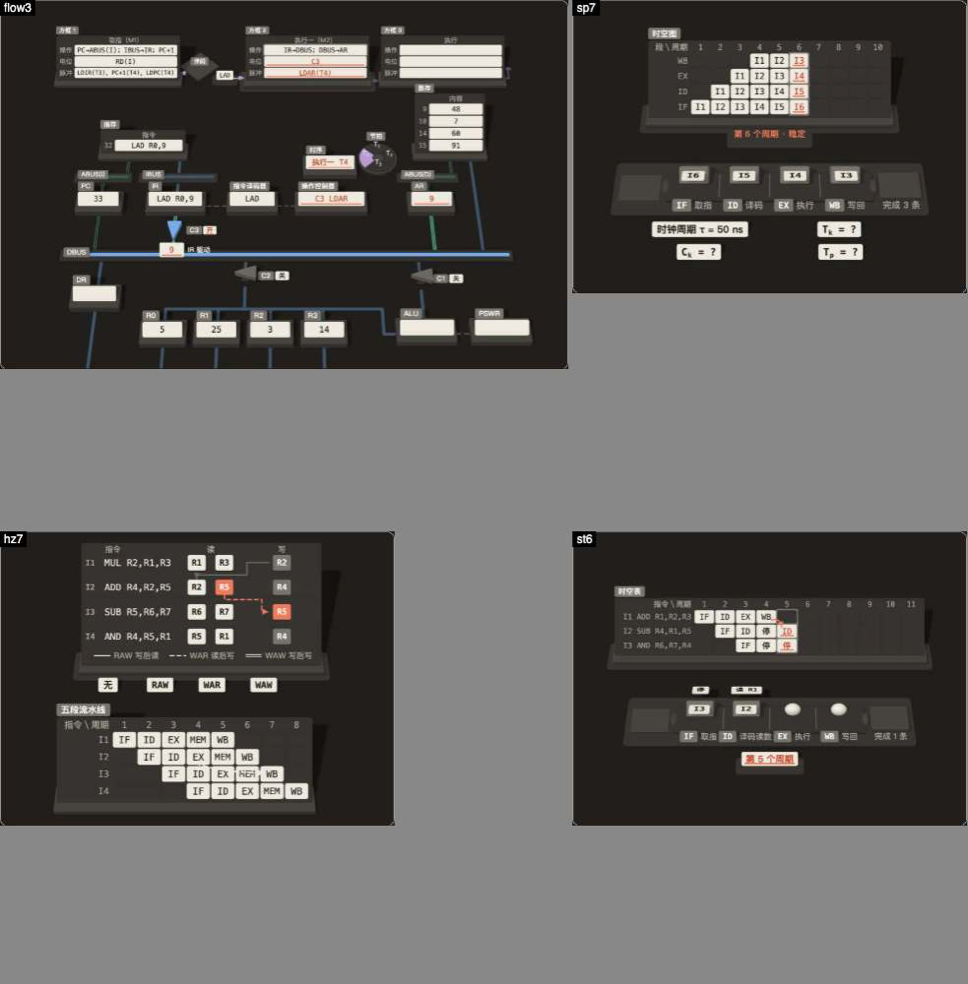 flow3
方框 1
取指 (M1)
操作 PC→ABUS(I); IBUS→IR; PC+1
电位 RD(I)
脉冲 LDIR(T3), PC+1(T4), LDPC(T4)
LAD
方框 2
执行一 (M2)
操作 IR→DBUS; DBUS→AR
电位 C3
脉冲 LDAR(T4)
方框 3
执行
操作
电位
脉冲
指存
指令
32 LAD R0,9
时序
执行一 T4
节拍
数存
内容
9 48
10 7
14 60
15 91
ABUS(I)
IBUS
ABUS(D)
PC
33
IR
LAD R0,9
指令译码器
LAD
操作控制器
C3 LDAR
AR
9
C3 开
DBUS
9
IR 驱动
DR
C2 关
C1 关
R0
5
R1
25
R2
3
R3
14
ALU
PSWR
sp7
时空图
段\周期 1 2 3 4 5 6 7 8 9 10
WB I1 I2 I3
EX I1 I2 I3 I4
ID I1 I2 I3 I4 I5
IF I1 I2 I3 I4 I5 I6
第 6 个周期 · 稳定
I6 I5 I4 I3
IF 取指 ID 译码 EX 执行 WB 写回 完成 3 条
时钟周期 τ = 50 ns
Tk = ?
Ck = ?
Tp = ?
hz7
指令 读 写
I1 MUL R2,R1,R3 R1 R3 R2
I2 ADD R4,R2,R5 R2 R5 R4
I3 SUB R5,R6,R7 R6 R7 R5
I4 AND R4,R5,R1 R5 R1 R4
RAW 写后读 WAR 读后写 WAW 写后写
无 RAW WAR WAW
五段流水线
指令\周期 1 2 3 4 5 6 7 8
I1 IF ID EX MEM WB
I2 IF ID EX MEM WB
I3 IF ID EX MEM WB
I4 IF ID EX MEM WB
st6
时空表
指令\周期 1 2 3 4 5 6 7 8 9 10 11
I1 ADD R1,R2,R3 IF ID EX WB
I2 SUB R4,R1,R5 IF ID 停 ID
I3 AND R6,R7,R4 IF 停 停
停 读 R1
I3 I2
IF 取指 ID 译码读数 EX 执行 WB 写回 完成 1 条
第 5 个周期